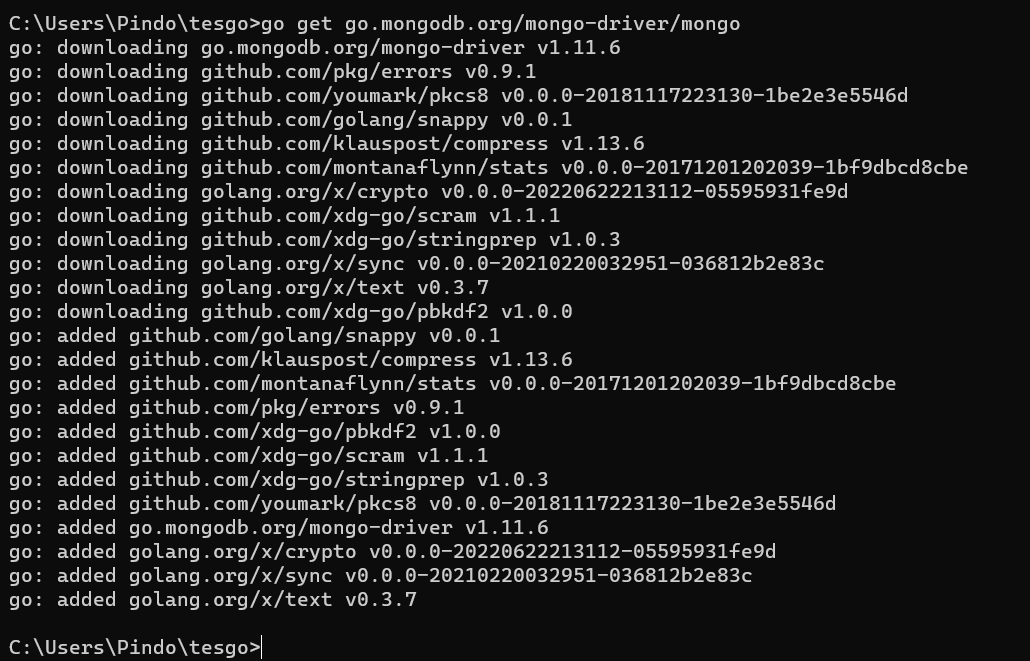 C:\Users\Pindo\tesgo>go get go.mongodb.org/mongo-driver/mongo
go: downloading go.mongodb.org/mongo-driver v1.11.6
go: downloading github.com/pkg/errors v0.9.1
go: downloading github.com/youmark/pkcs8 v0.0.0-20181117223130-1be2e3e5546d
go: downloading github.com/golang/snappy v0.0.1
go: downloading github.com/klauspost/compress v1.13.6
go: downloading github.com/montanaflynn/stats v0.0.0-20171201202039-1bf9dbcd8cbe
go: downloading golang.org/x/crypto v0.0.0-20220622213112-05595931fe9d
go: downloading github.com/xdg-go/scram v1.1.1
go: downloading github.com/xdg-go/stringprep v1.0.3
go: downloading golang.org/x/sync v0.0.0-20210220032951-036812b2e83c
go: downloading golang.org/x/text v0.3.7
go: downloading github.com/xdg-go/pbkdf2 v1.0.0
go: added github.com/golang/snappy v0.0.1
go: added github.com/klauspost/compress v1.13.6
go: added github.com/montanaflynn/stats v0.0.0-20171201202039-1bf9dbcd8cbe
go: added github.com/pkg/errors v0.9.1
go: added github.com/xdg-go/pbkdf2 v1.0.0
go: added github.com/xdg-go/scram v1.1.1
go: added github.com/xdg-go/stringprep v1.0.3
go: added github.com/youmark/pkcs8 v0.0.0-20181117223130-1be2e3e5546d
go: added go.mongodb.org/mongo-driver v1.11.6
go: added golang.org/x/crypto v0.0.0-20220622213112-05595931fe9d
go: added golang.org/x/sync v0.0.0-20210220032951-036812b2e83c
go: added golang.org/x/text v0.3.7
C:\Users\Pindo\tesgo>